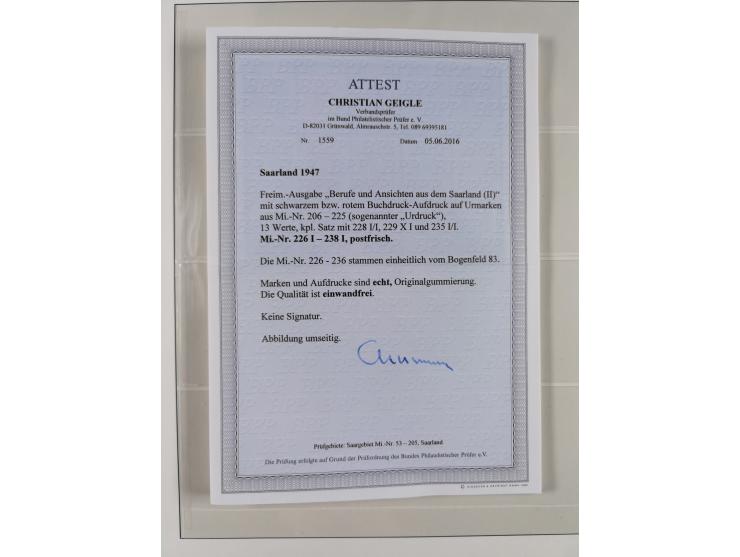 ATTEST
CHRISTIAN GEIGLE
Verbandsprüfer
im Bund Philatelistischer Prüfer e. V.
D-82031 Grünwald, Almrauschstr. 5, Tel. 089 69395181
Nr. 1559 Datum 05.06.2016
Saarland 1947
Freim.-Ausgabe „Berufe und Ansichten aus dem Saarland (II)“
mit schwarzem bzw. rotem Buchdruck-Aufdruck auf Urmarken
aus Mi.-Nr. 206 – 225 (sogenannter „Urdruck“),
13 Werte, kpl. Satz mit 228 I/I, 229 X I und 235 I/I.
Mi.-Nr. 226 I – 238 I, postfrisch.
Die Mi.-Nr. 226 - 236 stammen einheitlich vom Bogenfeld 83.
Marken und Aufdrucke sind echt, Originalgummierung.
Die Qualität ist einwandfrei.
Keine Signatur.
Abbildung umseitig.
Prüfgebiete: Saargebiet Mi.-Nr. 53 – 205, Saarland
Die Prüfung erfolgte auf Grund der Prüfordnung des Bundes Philatelistischer Prüfer e.V.